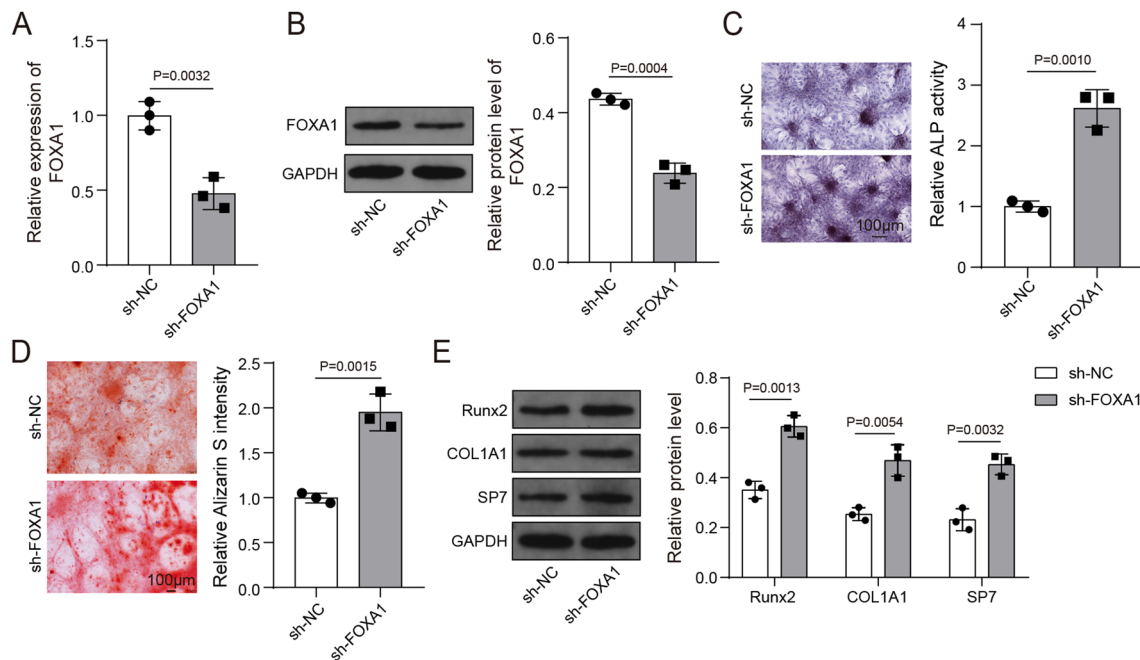 A
Relative expression of
FOXA1
1.5
1.0
0.5
0.0
P=0.0032
sh-NC
sh-FOXA1
B
FOXA1
GAPDH
sh-NC
sh-FOXA1
Relative protein level of
FOXA1
0.6
0.4
0.2
0.0
P=0.0004
sh-NC
sh-FOXA1
C
sh-NC
sh-FOXA1
100μm
Relative ALP activity
4
3
2
1
0
P=0.0010
sh-NC
sh-FOXA1
D
sh-NC
sh-FOXA1
100μm
Relative Alizarin S intensity
2.5
2.0
1.5
1.0
0.5
0.0
P=0.0015
sh-NC
sh-FOXA1
E
Runx2
COL1A1
SP7
GAPDH
sh-NC
sh-FOXA1
Relative protein level
0.8
0.6
0.4
0.2
0.0
P=0.0013
P=0.0054
P=0.0032
Runx2
COL1A1
SP7
sh-NC
sh-FOXA1